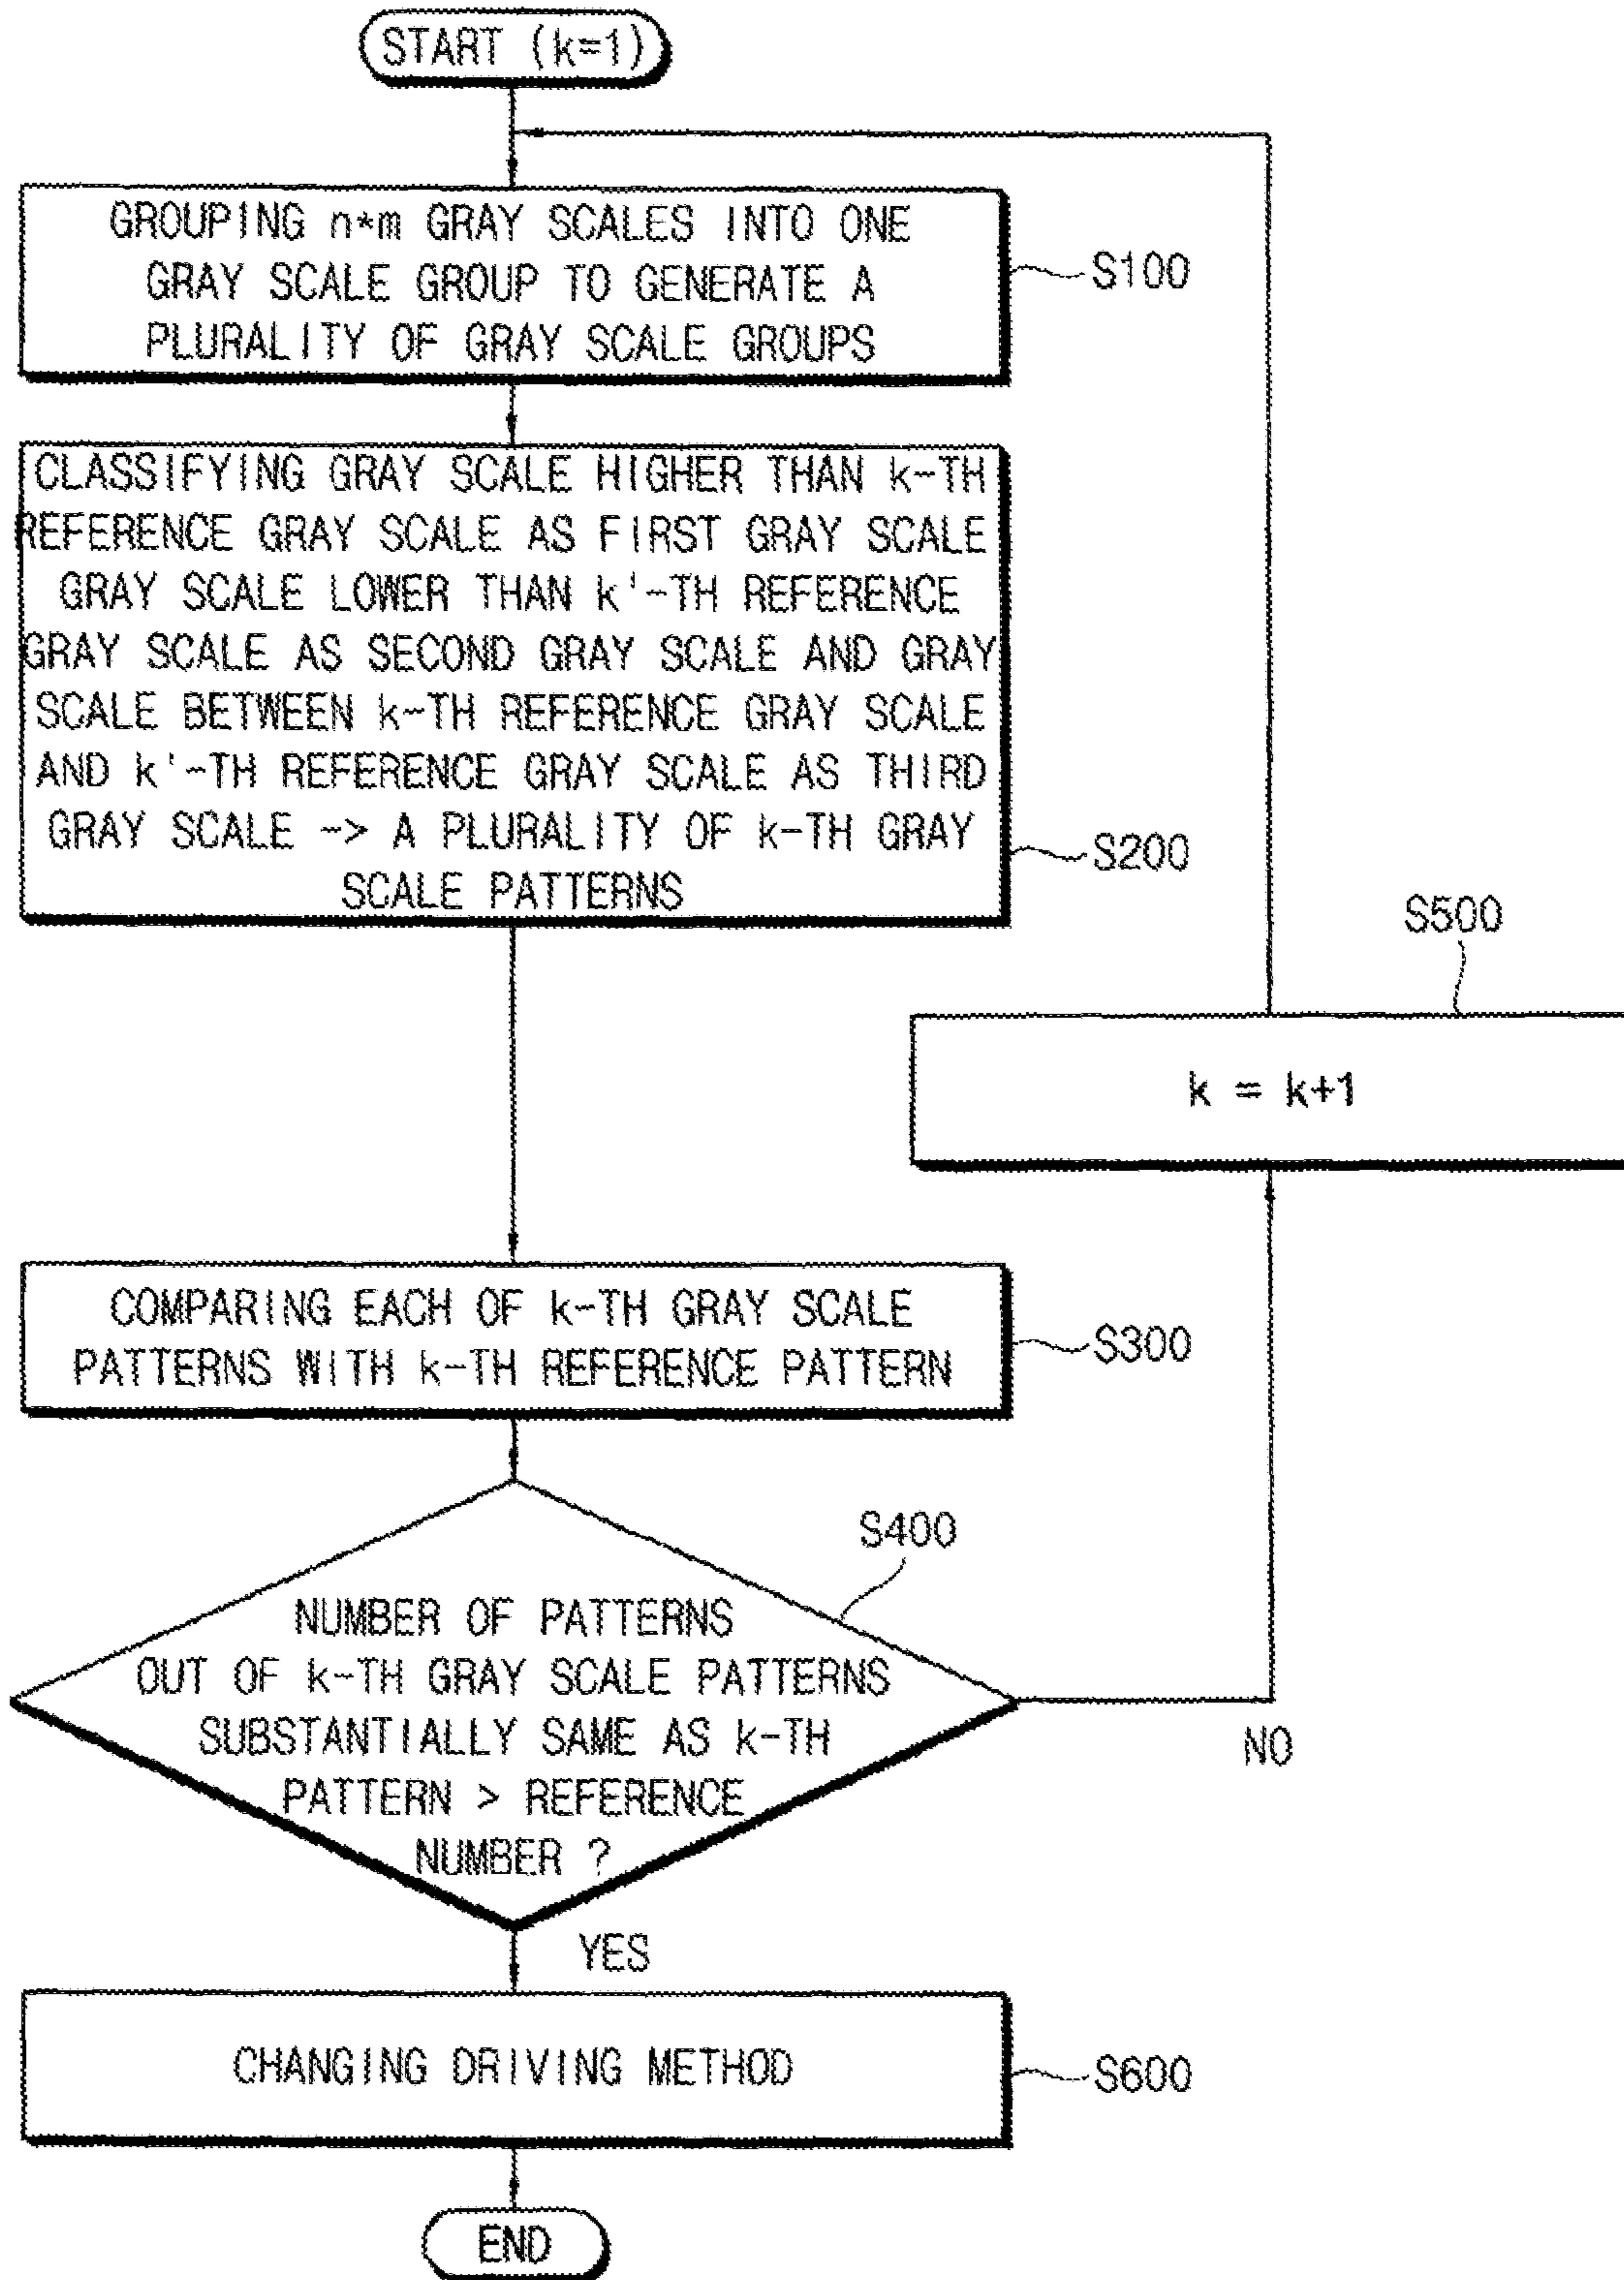 START (k=1)
GROUPING n*m GRAY SCALES INTO ONE
GRAY SCALE GROUP TO GENERATE A
PLURALITY OF GRAY SCALE GROUPS
S100
CLASSIFYING GRAY SCALE HIGHER THAN k-TH
REFERENCE GRAY SCALE AS FIRST GRAY SCALE
GRAY SCALE LOWER THAN k'-TH REFERENCE
GRAY SCALE AS SECOND GRAY SCALE AND GRAY
SCALE BETWEEN k-TH REFERENCE GRAY SCALE
AND k'-TH REFERENCE GRAY SCALE AS THIRD
GRAY SCALE -> A PLURALITY OF k-TH GRAY
SCALE PATTERNS
S200
S500
k = k+1
COMPARING EACH OF k-TH GRAY SCALE
PATTERNS WITH k-TH REFERENCE PATTERN
S300
S400
NUMBER OF PATTERNS
OUT OF k-TH GRAY SCALE PATTERNS
SUBSTANTIALLY SAME AS k-TH
PATTERN > REFERENCE
NUMBER ?
NO
YES
CHANGING DRIVING METHOD
S600
END